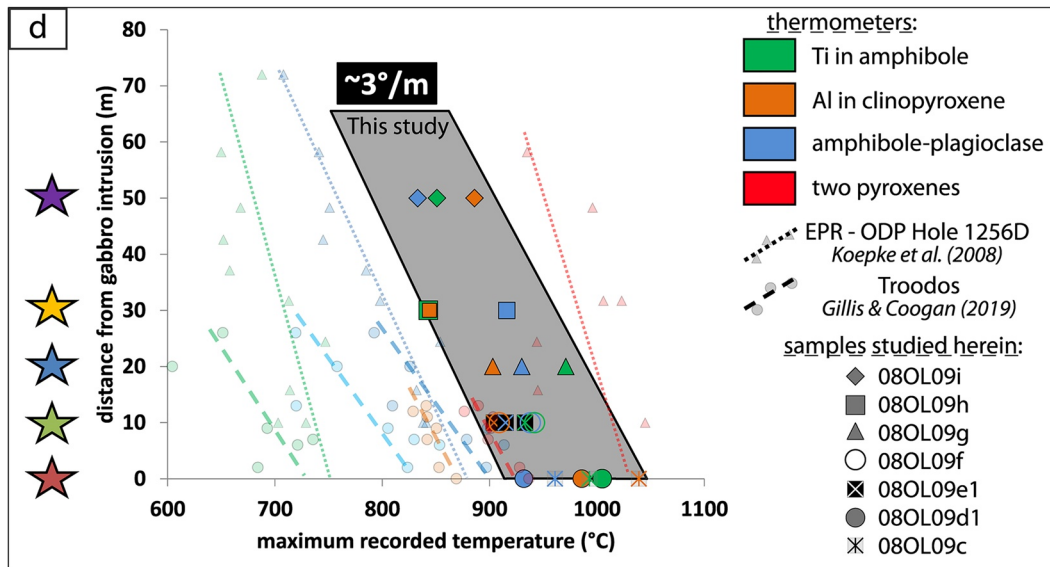 d
80
70
60
50
40
30
20
10
0
distance from gabbro intrusion (m)
600
700
800
900
1000
1100
maximum recorded temperature (°C)
~3°/m
This study
thermometers:
Ti in amphibole
Al in clinopyroxene
amphibole-plagioclase
two pyroxenes
EPR - ODP Hole 1256D
Koepke et al. (2008)
Troodos
Gillis & Coogan (2019)
samples studied herein:
08OL09i
08OL09h
08OL09g
08OL09f
08OL09e1
08OL09d1
08OL09c